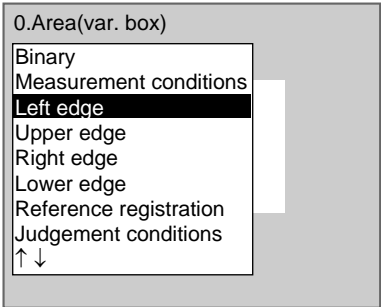 0.Area(var. box)
Binary
Measurement conditions
Left edge
Upper edge
Right edge
Lower edge
Reference registration
Judgement conditions
↑↓